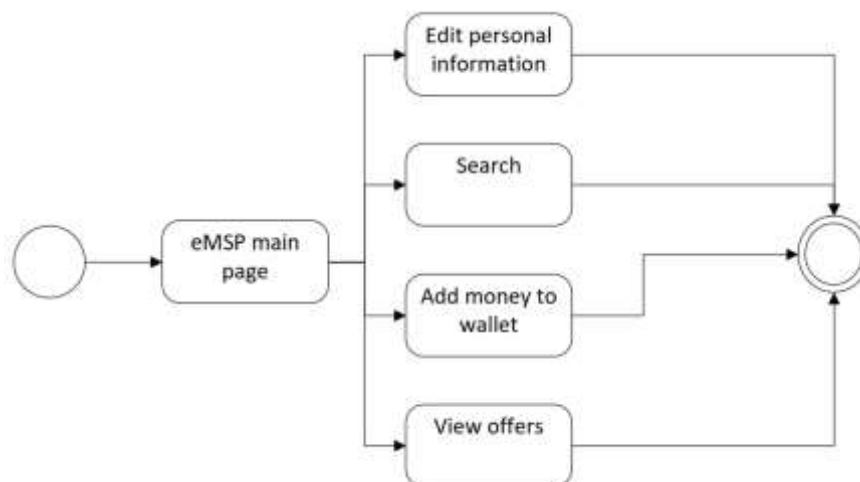 Edit personal
information
Search
eMSP main
page
Add money to
wallet
View offers